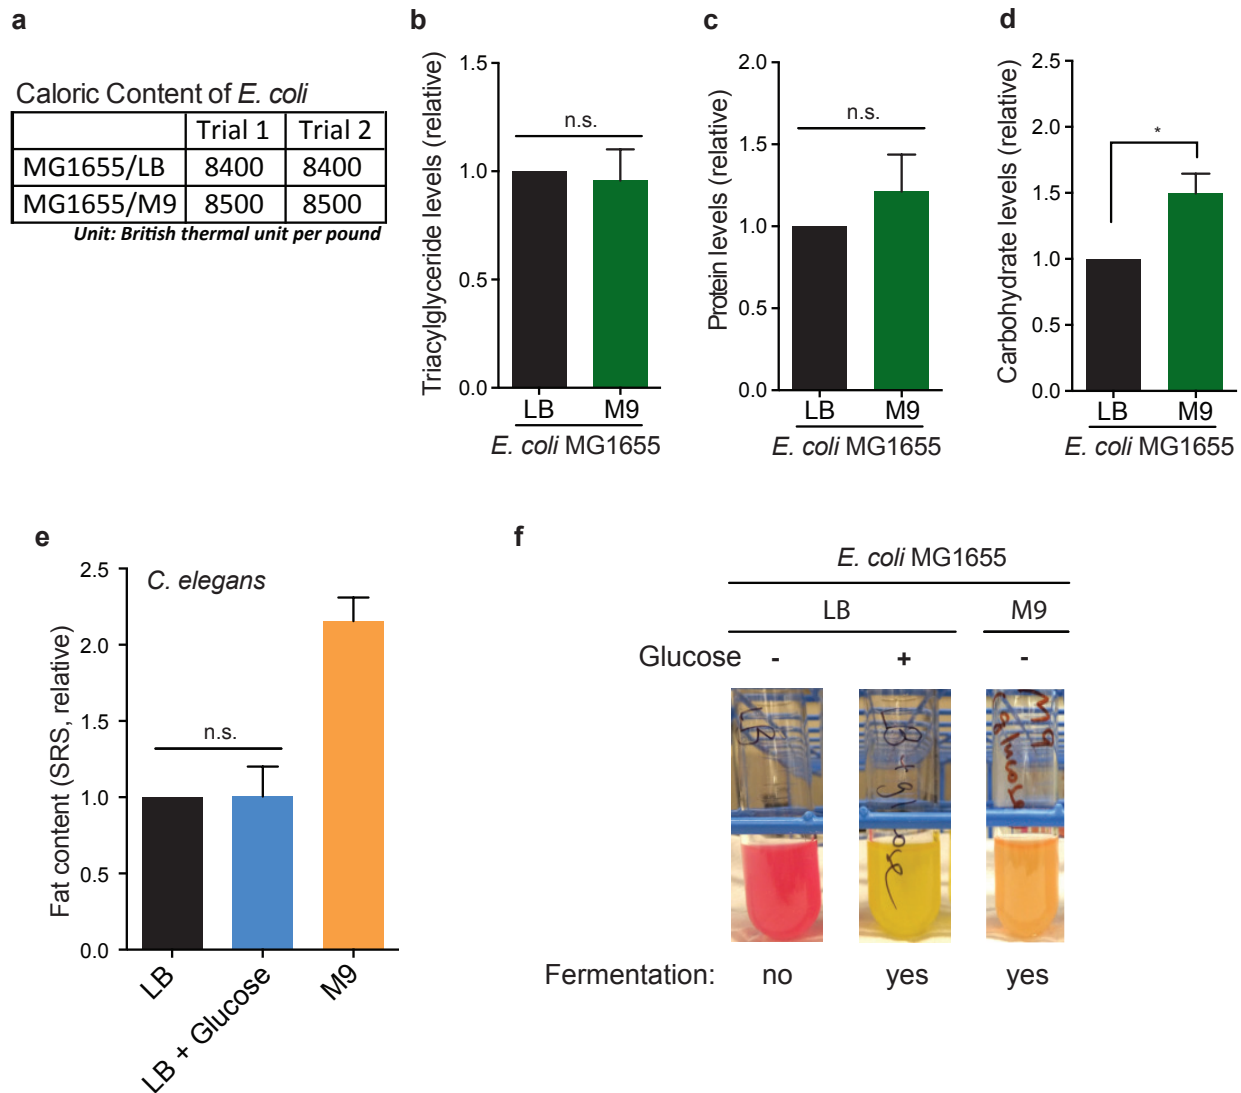 a
Caloric Content of E. coli
Trial 1 Trial 2
MG1655/LB 8400 8400
MG1655/M9 8500 8500
Unit: British thermal unit per pound
b
Triacylglyceride levels (relative)
1.5
1.0
0.5
0.0
n.s.
LB M9
E. coli MG1655
c
Protein levels (relative)
2.0
1.5
1.0
0.5
0.0
n.s.
LB M9
E. coli MG1655
d
Carbohydrate levels (relative)
2.5
2.0
1.5
1.0
0.5
0.0
*
LB M9
E. coli MG1655
e
C. elegans
Fat content (SRS, relative)
2.5
2.0
1.5
1.0
0.5
0.0
n.s.
LB
LB + Glucose
M9
f
E. coli MG1655
LB M9
Glucose - + -
LB
LB + glucose
M9
glucose
Fermentation: no yes yes